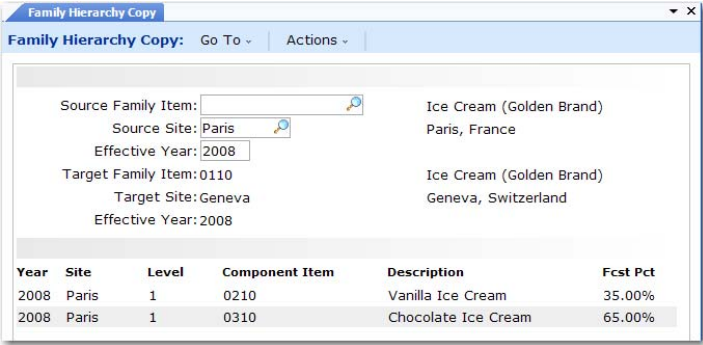 Family Hierarchy Copy
Family Hierarchy Copy: Go To Actions
Source Family Item: Ice Cream (Golden Brand)
Source Site: Paris Paris, France
Effective Year: 2008
Target Family Item: 0110 Ice Cream (Golden Brand)
Target Site: Geneva Geneva, Switzerland
Effective Year: 2008
Year Site Level Component Item Description Fcst Pct
2008 Paris 1 0210 Vanilla Ice Cream 35.00%
2008 Paris 1 0310 Chocolate Ice Cream 65.00%